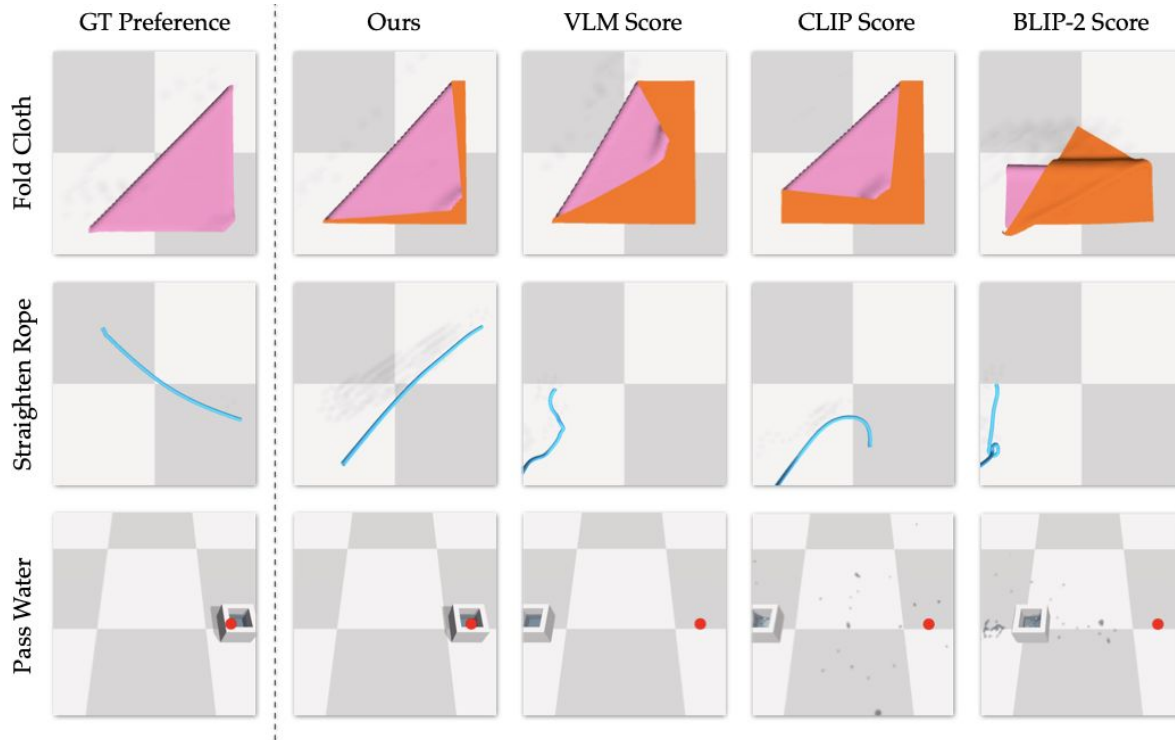 GT Preference Ours VLM Score CLIP Score BLIP-2 Score
Fold Cloth
Straighten Rope
Pass Water